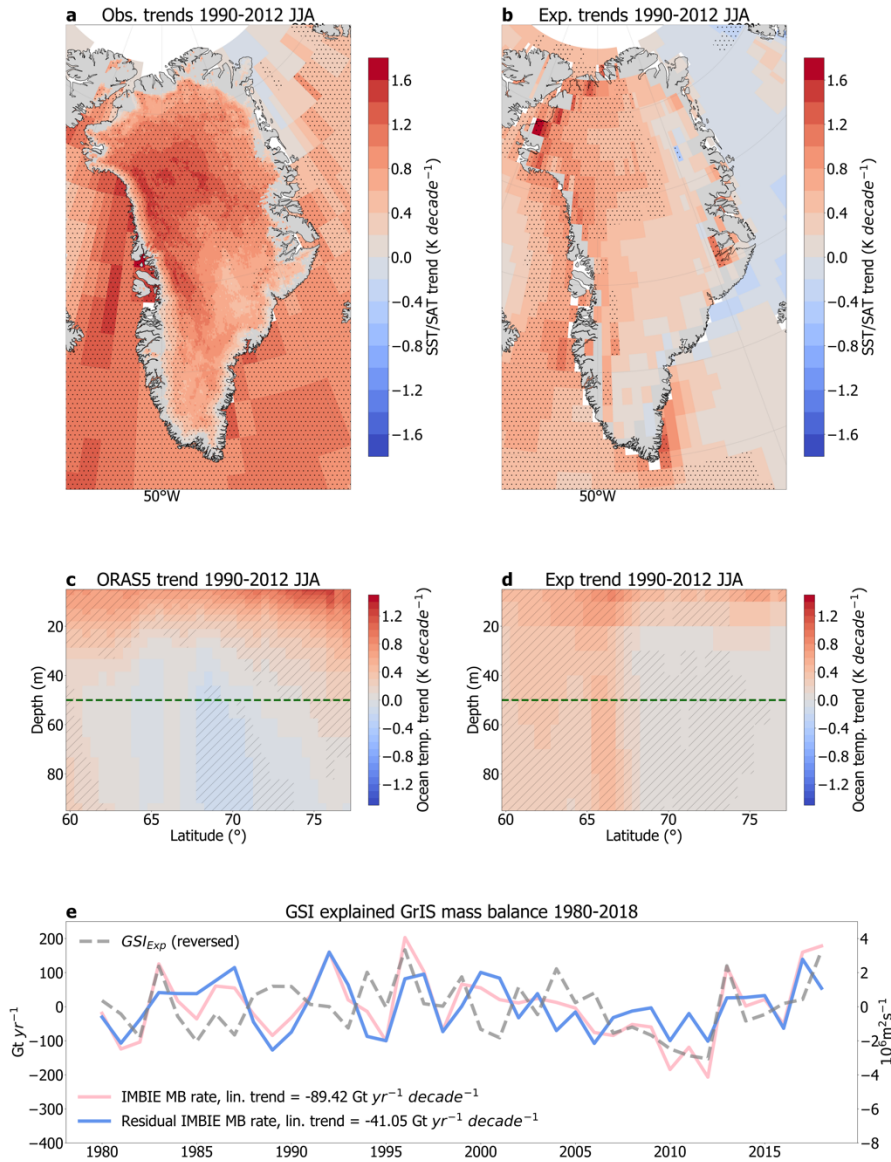 a Obs. trends 1990-2012 JJA
1.6
1.2
0.8
0.4
0.0
−0.4
−0.8
−1.2
−1.6
SST/SAT trend (K decade⁻¹)
50°W
b Exp. trends 1990-2012 JJA
1.6
1.2
0.8
0.4
0.0
−0.4
−0.8
−1.2
−1.6
SST/SAT trend (K decade⁻¹)
50°W
c ORAS5 trend 1990-2012 JJA
20
40
60
80
Depth (m)
60 65 70 75
Latitude (°)
1.2
0.8
0.4
0.0
−0.4
−0.8
−1.2
Ocean temp. trend (K decade⁻¹)
d Exp trend 1990-2012 JJA
20
40
60
80
Depth (m)
60 65 70 75
Latitude (°)
1.2
0.8
0.4
0.0
−0.4
−0.8
−1.2
Ocean temp. trend (K decade⁻¹)
e GSI explained GrIS mass balance 1980-2018
200
100
0
−100
−200
−300
−400
Gt yr⁻¹
GSI_Exp (reversed)
IMBIE MB rate, lin. trend = -89.42 Gt yr⁻¹ decade⁻¹
Residual IMBIE MB rate, lin. trend = -41.05 Gt yr⁻¹ decade⁻¹
4
2
0
−2
−4
−6
−8
10⁶m²s⁻¹
1980 1985 1990 1995 2000 2005 2010 2015